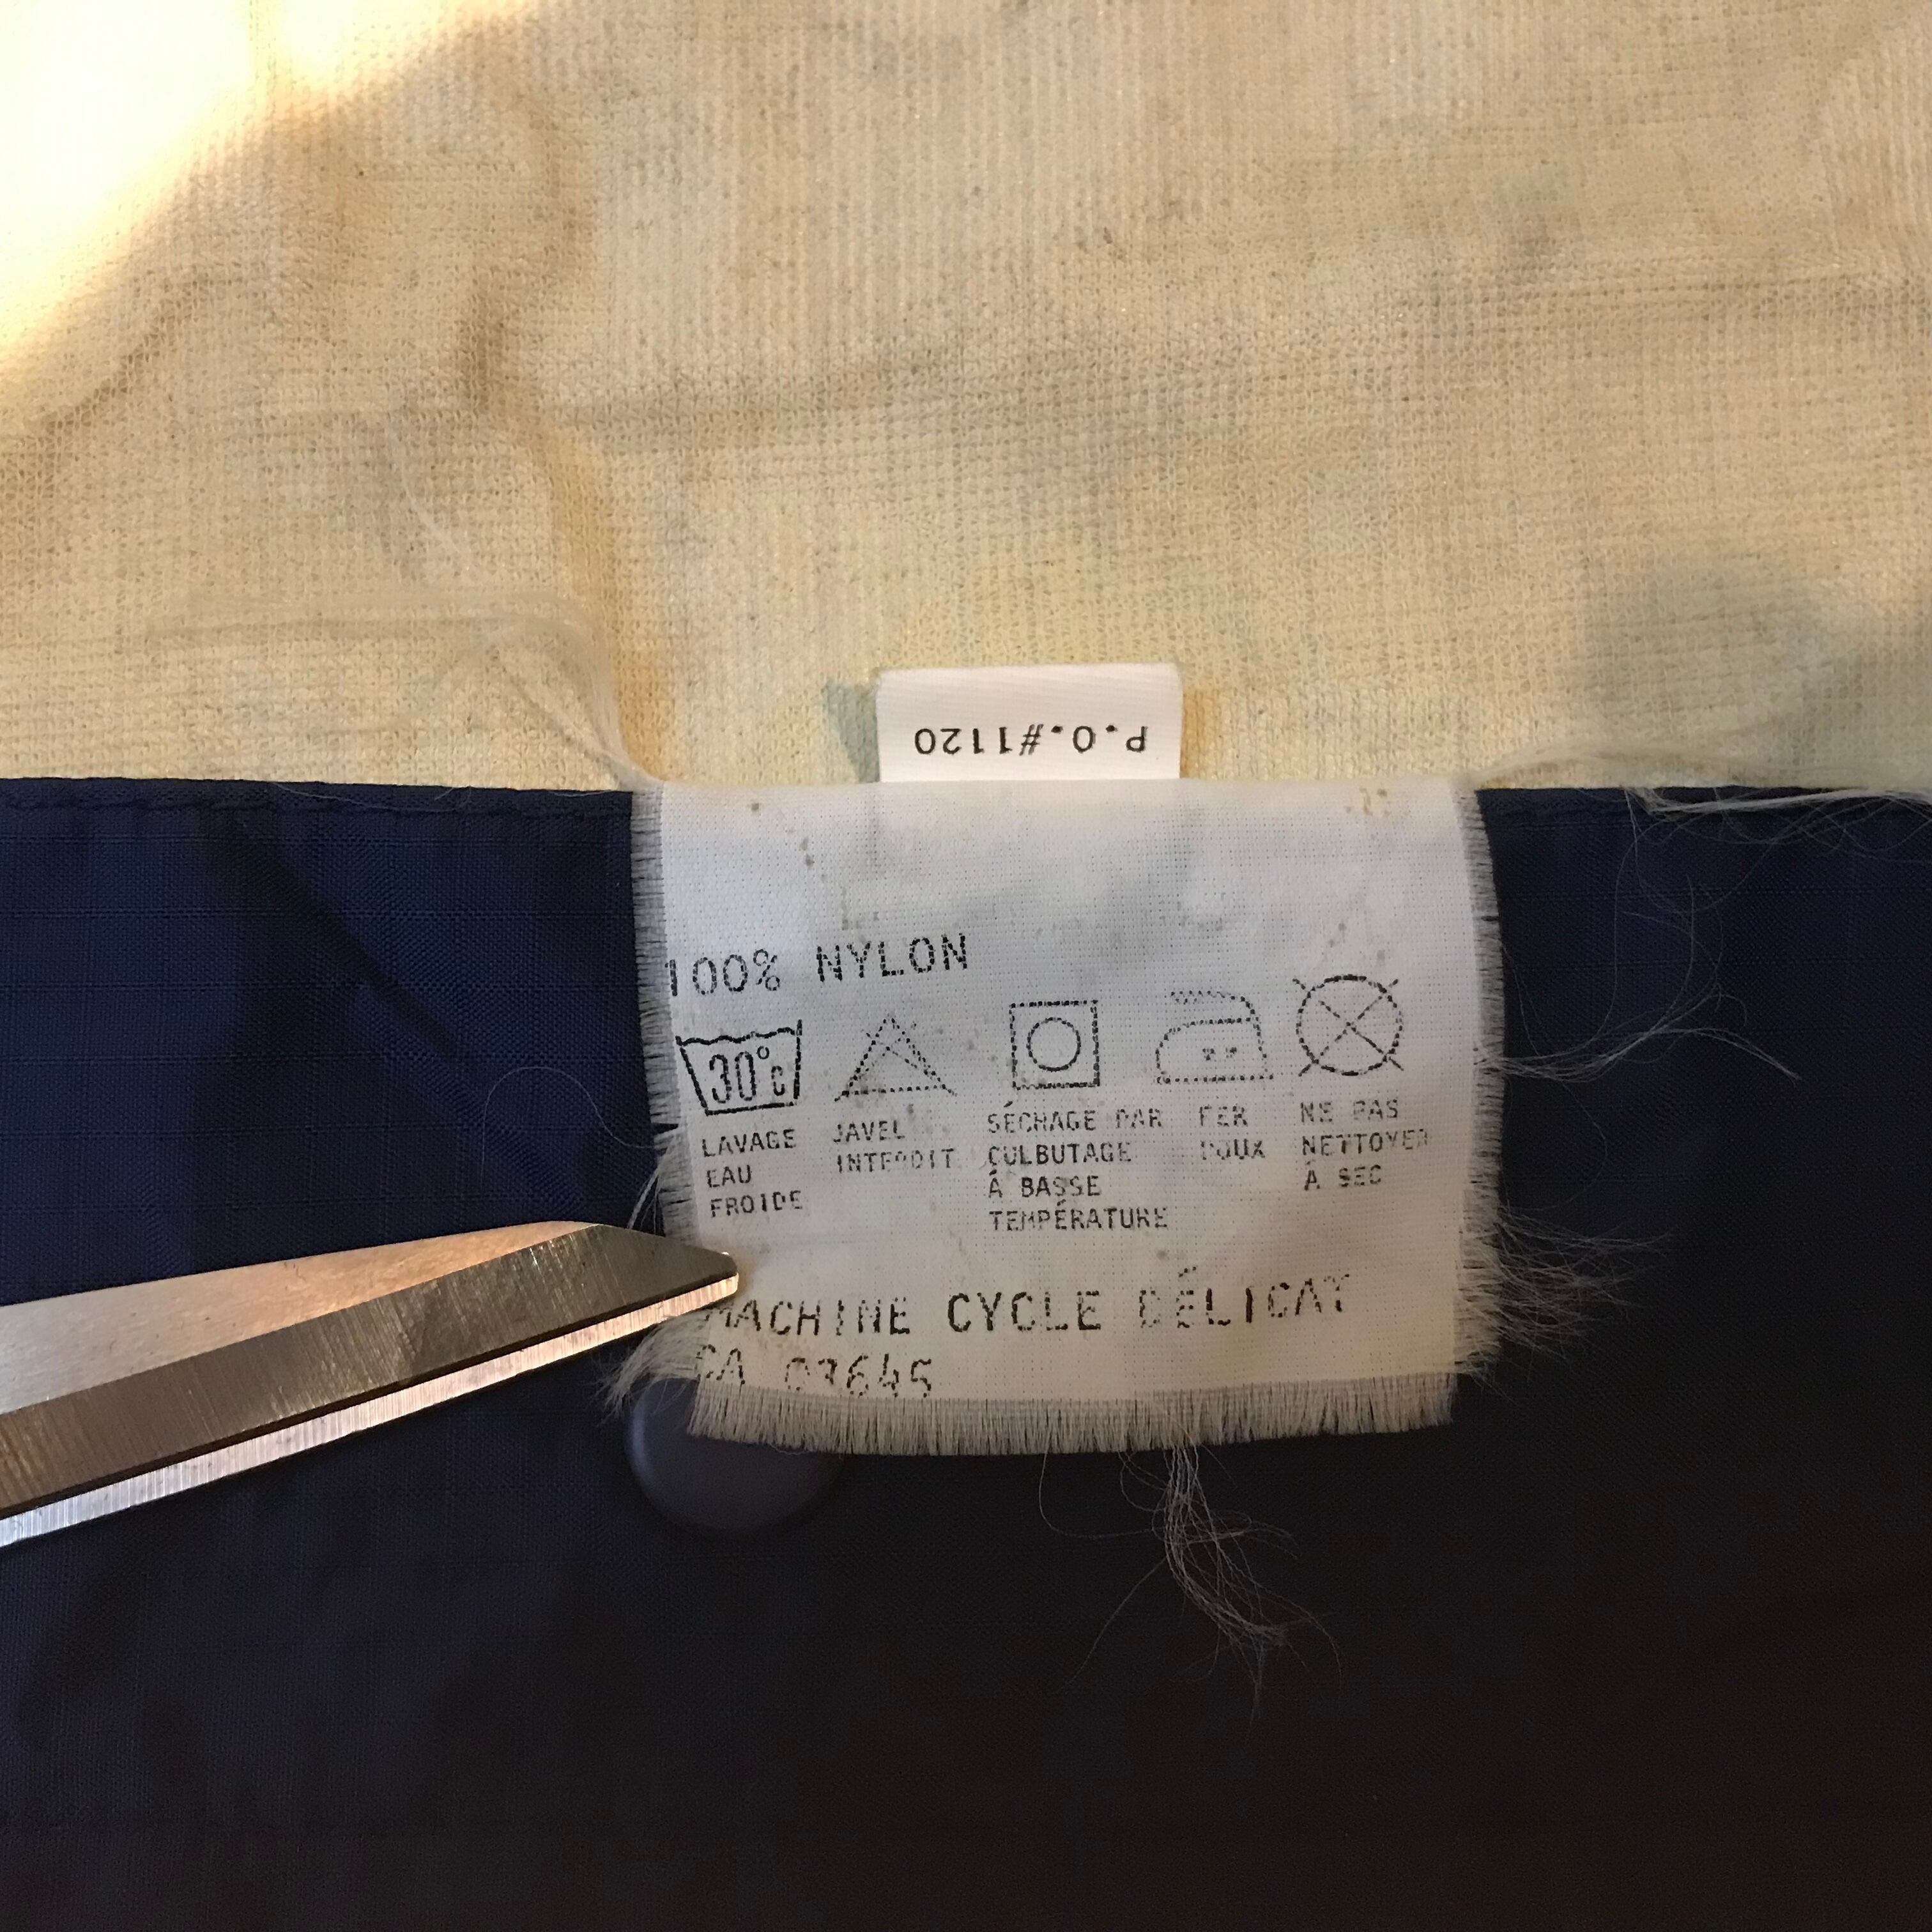 P.O.#1120
100% NYLON
30°C
LAVAGE
EAU
FROIDE
JAVEL
INTERDIT
SÉCHAGE PAR
CULBUTAGE
À BASSE
TEMPÉRATURE
FER
DOUX
NE PAS
NETTOYER
À SEC
MACHINE CYCLE DÉLICAT
CA 03645